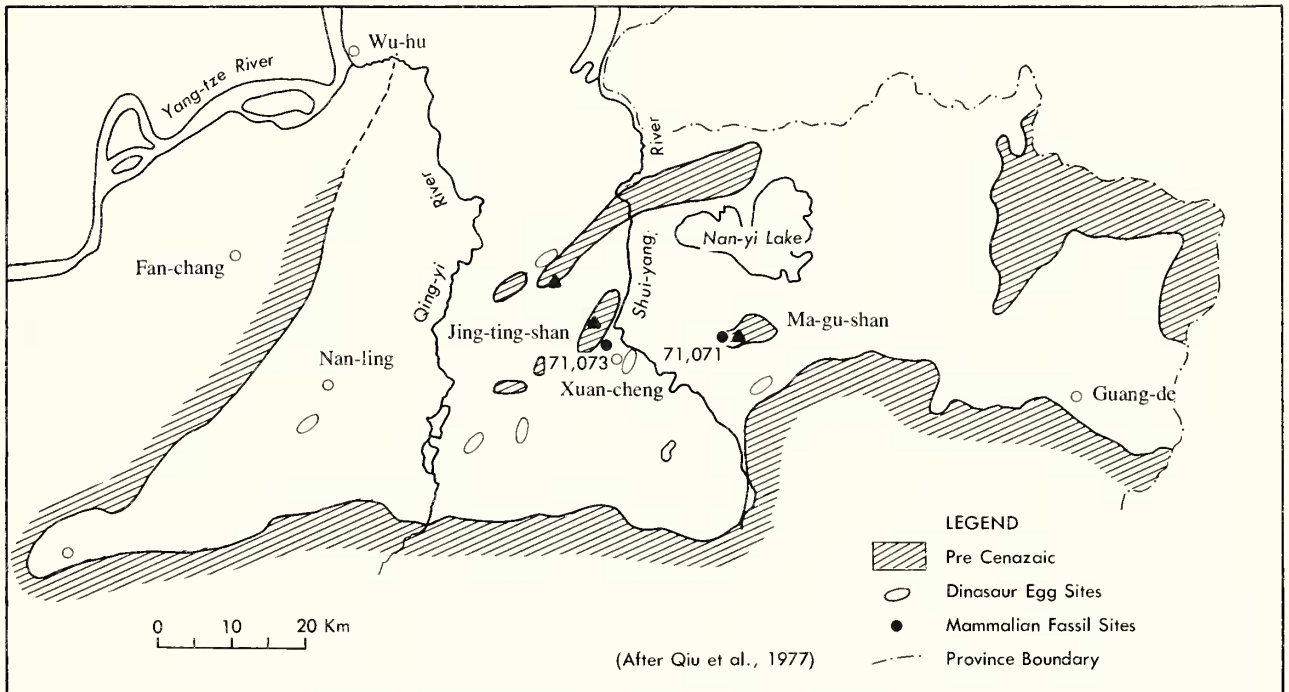 Wu-hu
Yang-tze River
River
River
Fan-chang
Qing-yi
Shui-yang
Nan-yi Lake
Jing-ting-shan
Ma-gu-shan
Nan-ling
71,073
71,071
Xuan-cheng
Guang-de
LEGEND
Pre Cenazaic
Dinasaur Egg Sites
Mammalian Fassil Sites
Province Boundary
0 10 20 Km
(After Qiu et al., 1977)